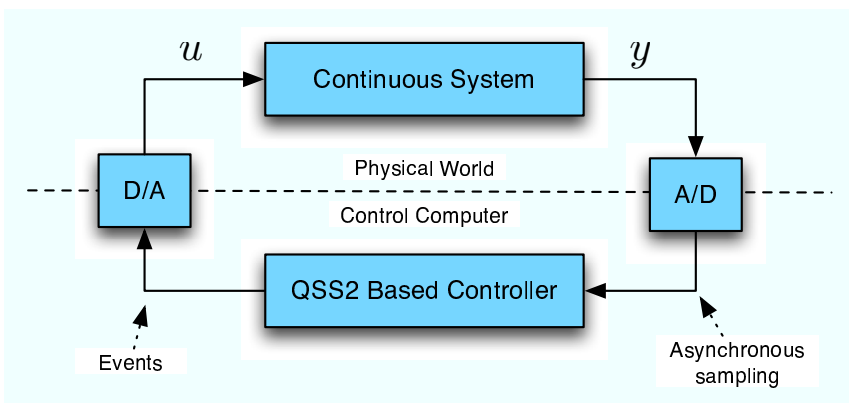 u
Continuous System
y
Physical World
D/A
A/D
Control Computer
QSS2 Based Controller
Events
Asynchronous
sampling